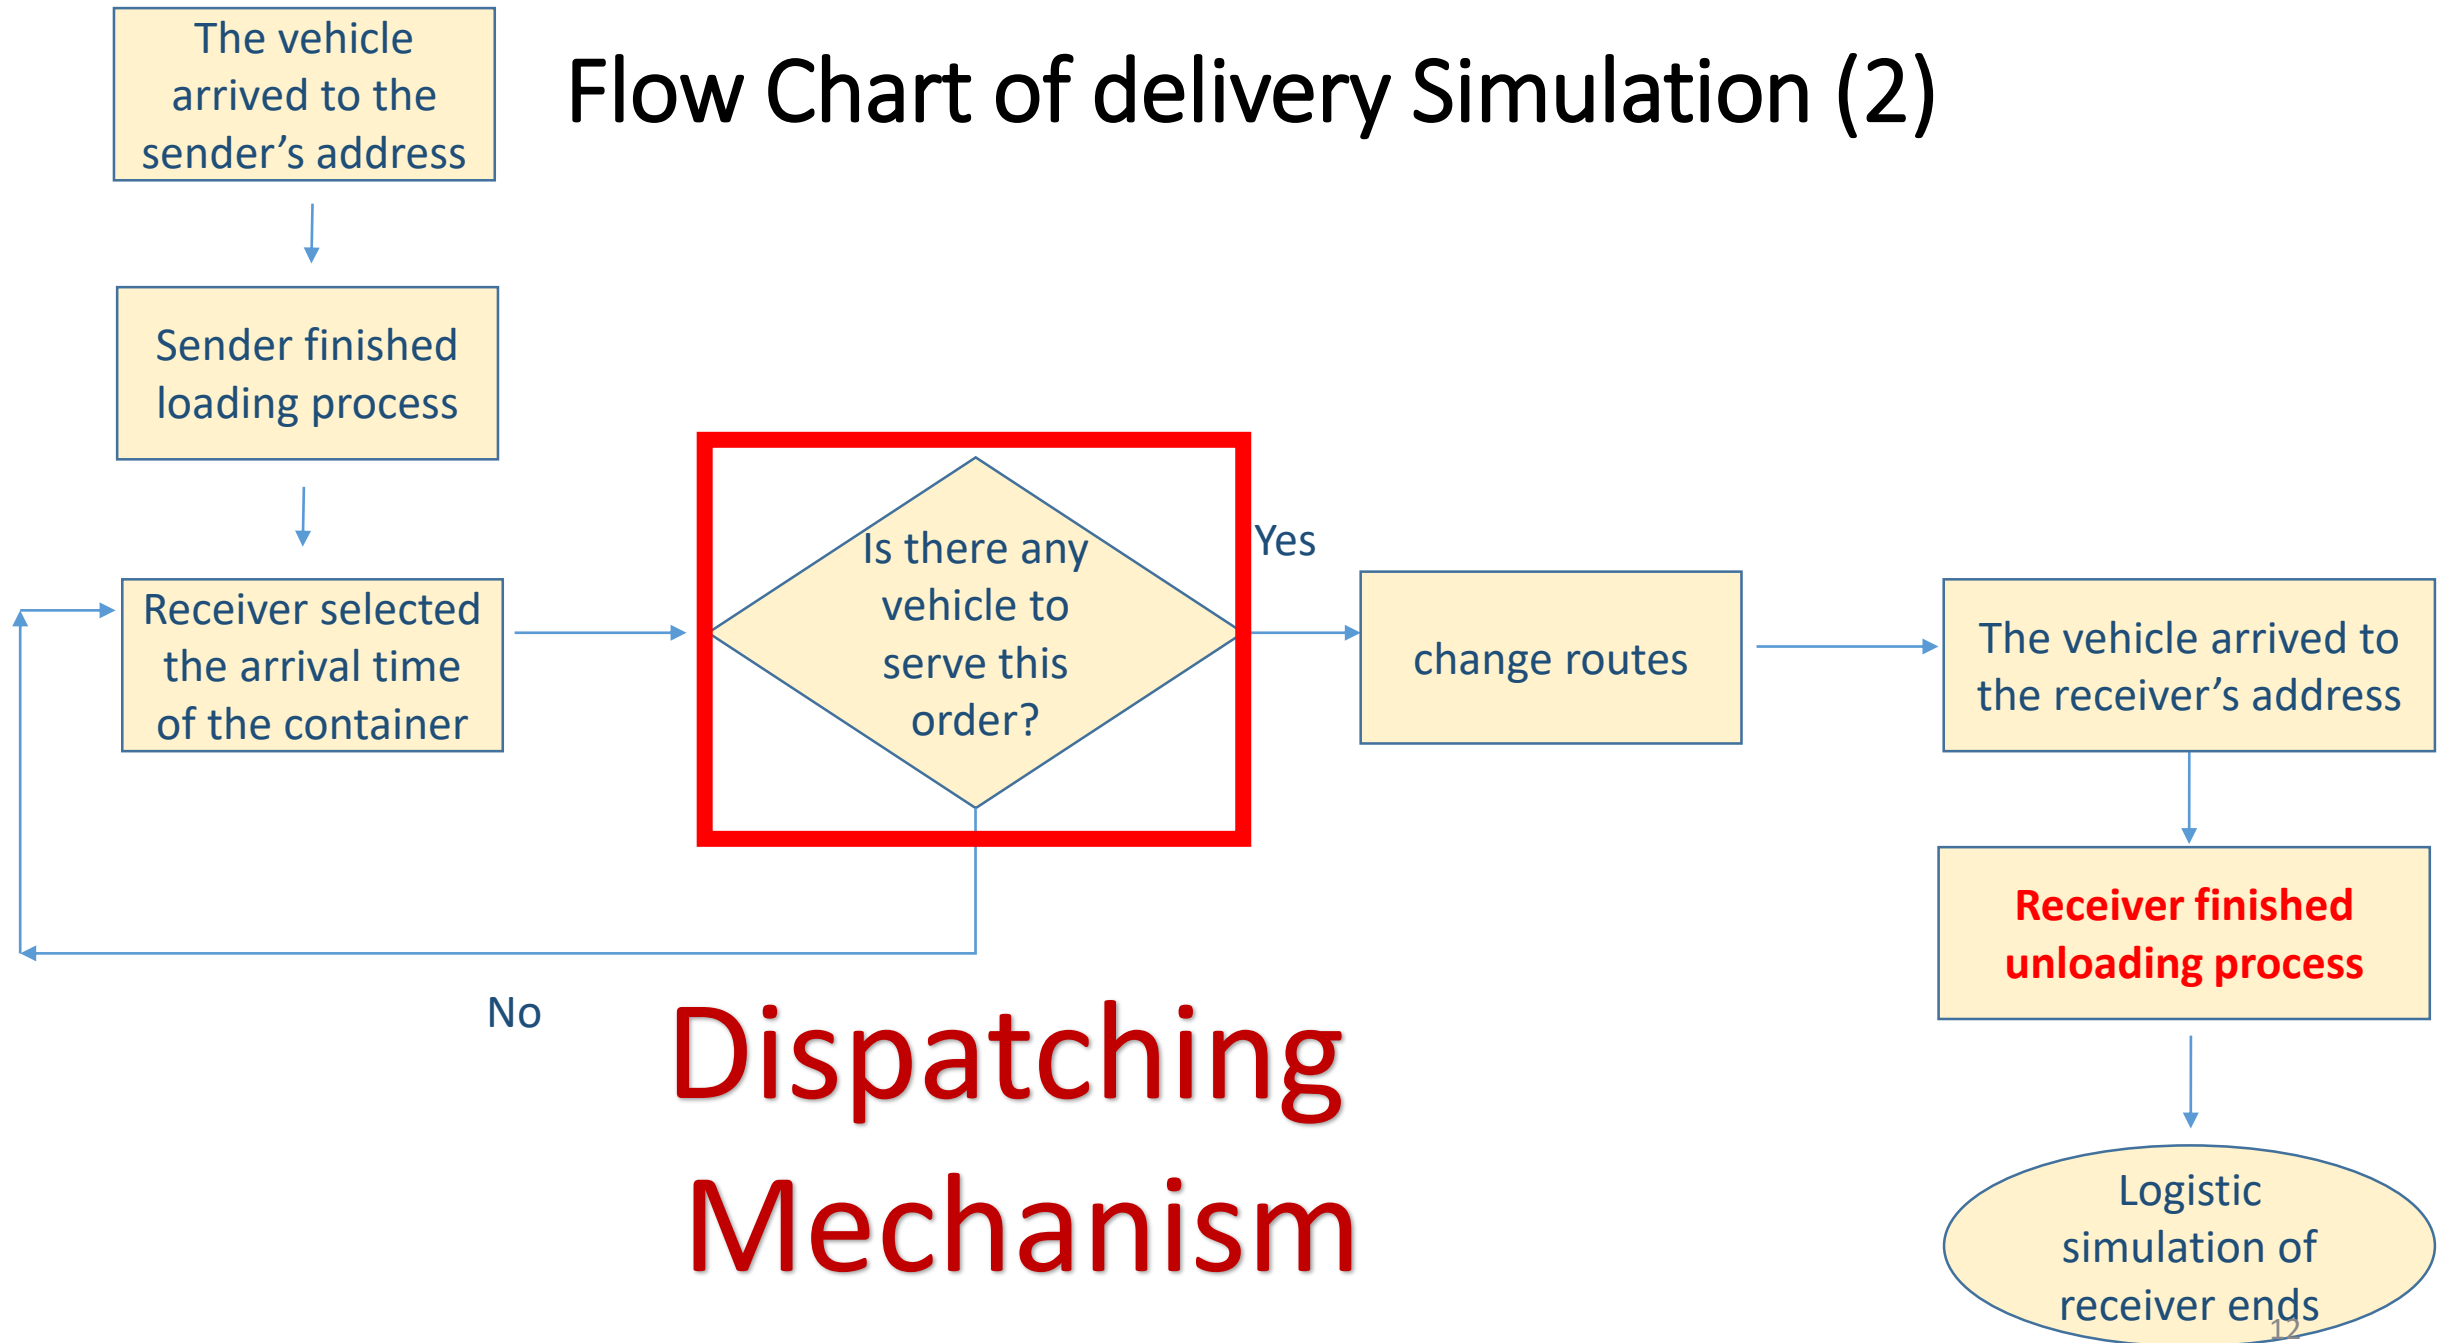 Flow Chart of delivery Simulation (2)
The vehicle
arrived to the
sender’s address
Sender finished
loading process
Receiver selected
the arrival time
of the container
Is there any
vehicle to
serve this
order?
Yes
No
change routes
The vehicle arrived to
the receiver’s address
Receiver finished
unloading process
Logistic
simulation of
receiver ends
Dispatching
Mechanism
12